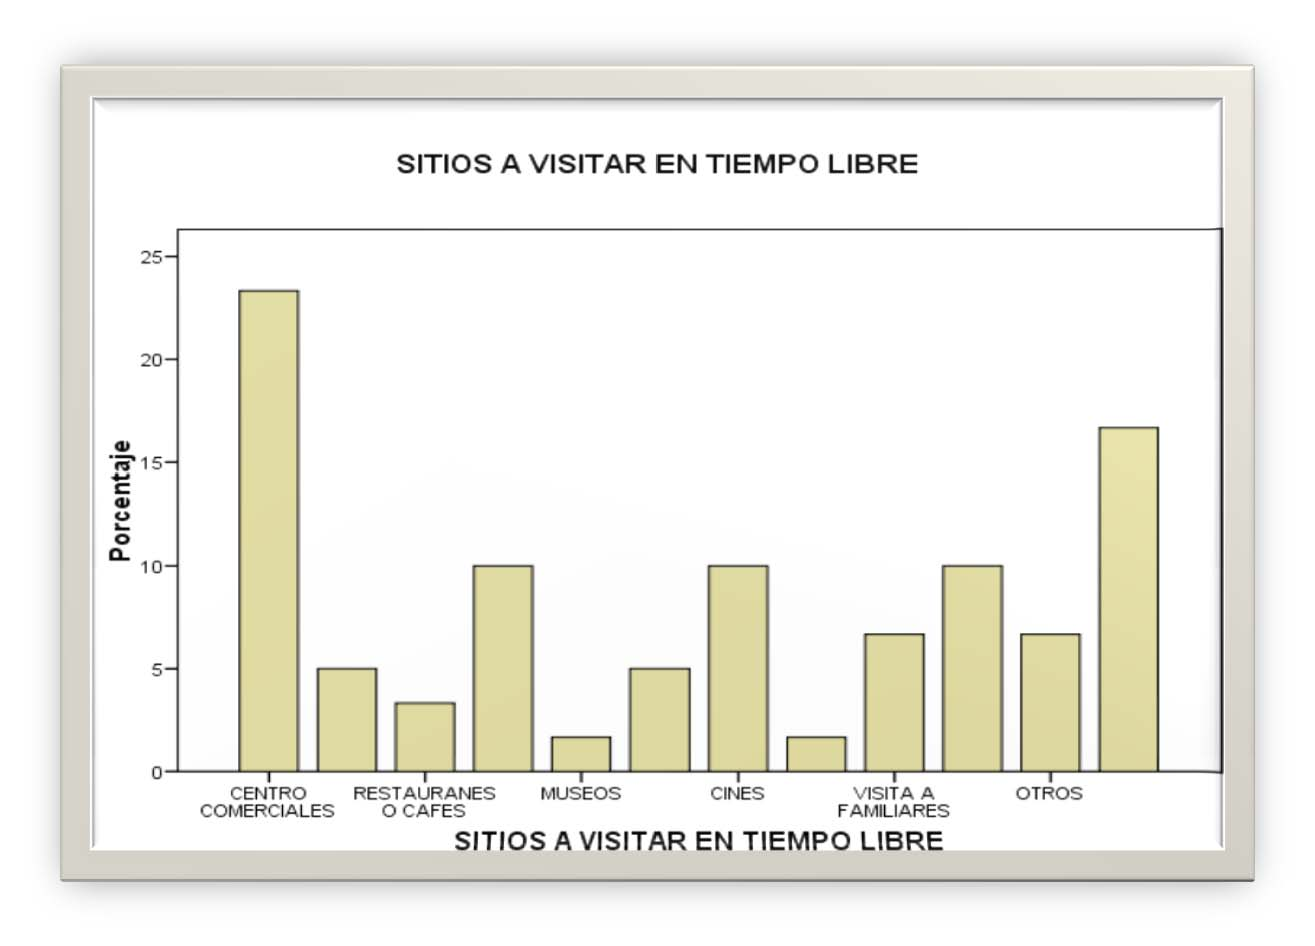 SITIOS A VISITAR EN TIEMPO LIBRE
25
20
15
10
5
0
Porcentaje
CENTRO COMERCIALES
RESTAURANES O CAFES
MUSEOS
CINES
VISITA A FAMILIARES
OTROS
SITIOS A VISITAR EN TIEMPO LIBRE